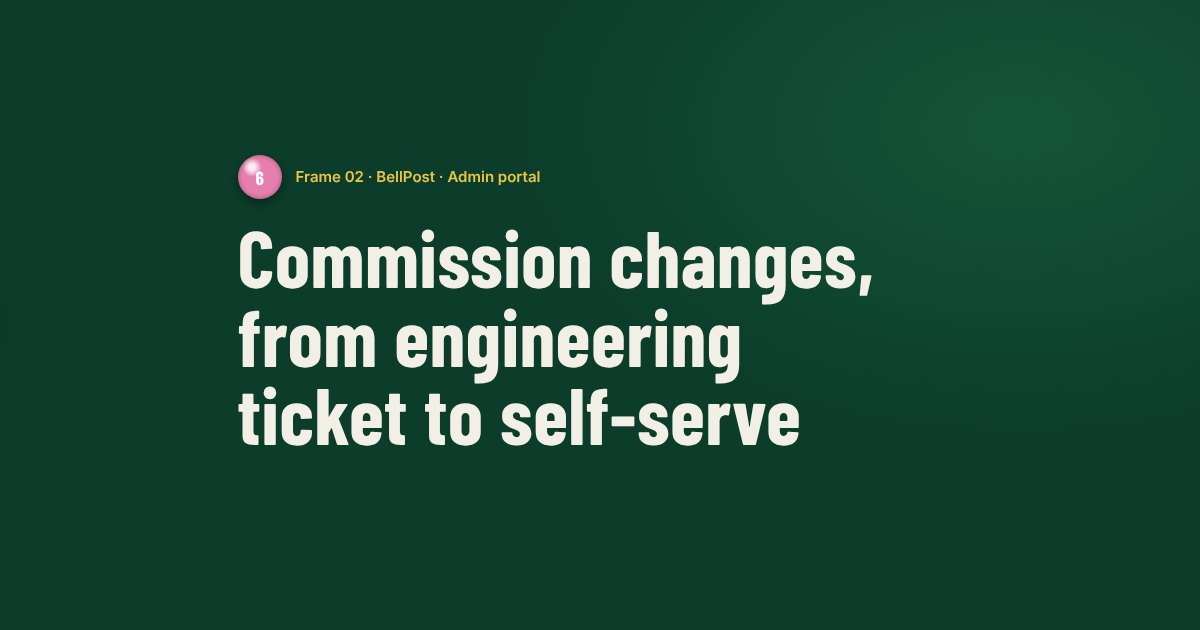 6
Frame 02 · BellPost · Admin portal
Commission changes,
from engineering
ticket to self-serve